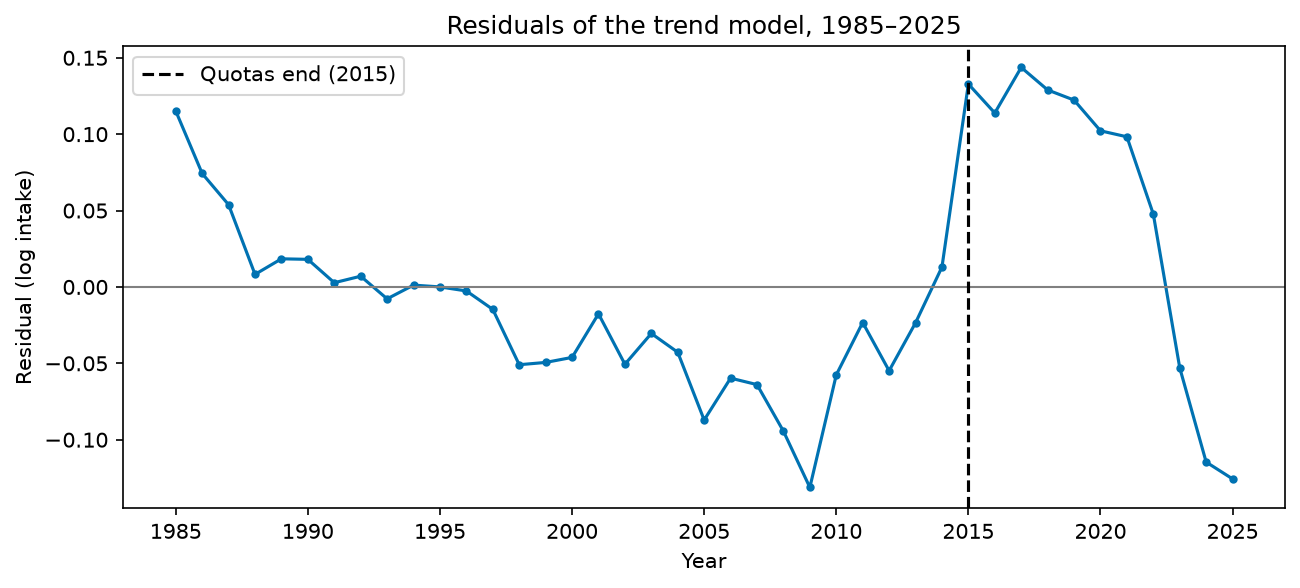 Residuals of the trend model, 1985–2025
Quotas end (2015)
Residual (log intake)
0.15
0.10
0.05
0.00
−0.05
−0.10
1985 1990 1995 2000 2005 2010 2015 2020 2025
Year